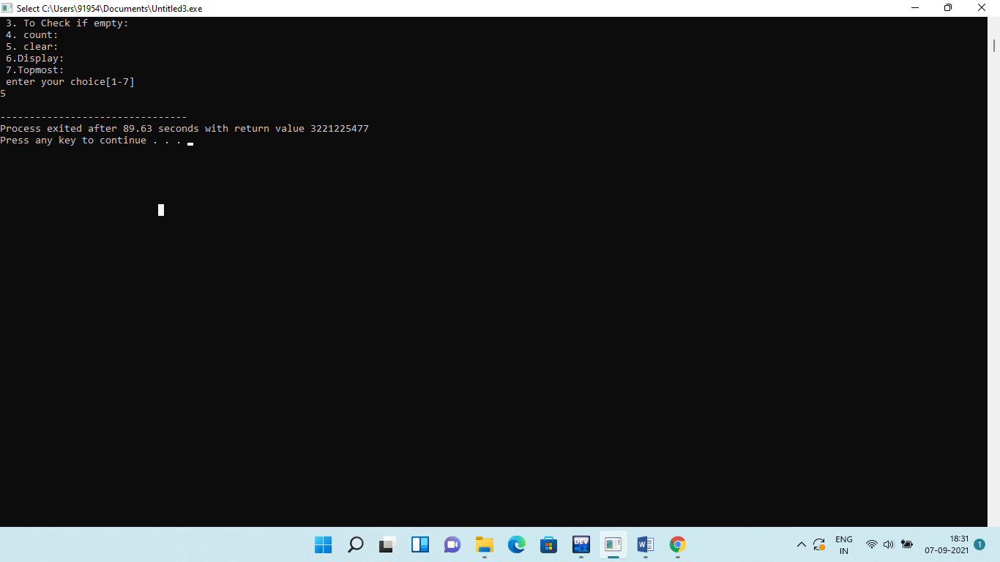 Select C:\Users\91954\Documents\Untitled3.exe
3. To Check if empty:
4. count:
5. clear:
6.Display:
7.Topmost:
enter your choice[1-7]
5
--------------------------------
Process exited after 89.63 seconds with return value 3221225477
Press any key to continue . . .
DEV
ENG
IN
18:31
07-09-2021
1